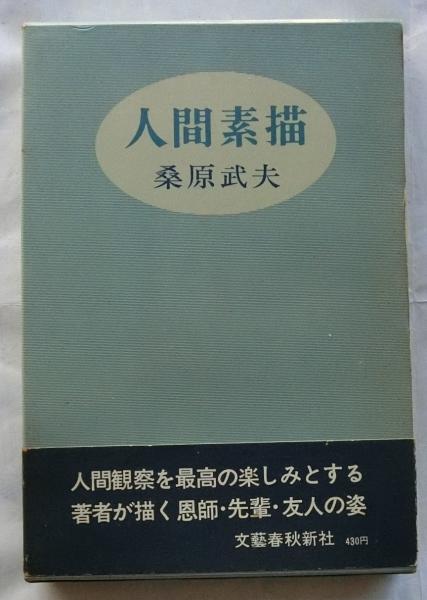 人間素描
桑原武夫
人間観察を最高の楽しみとする
著者が描く恩師・先輩・友人の姿
文藝春秋新社 430円